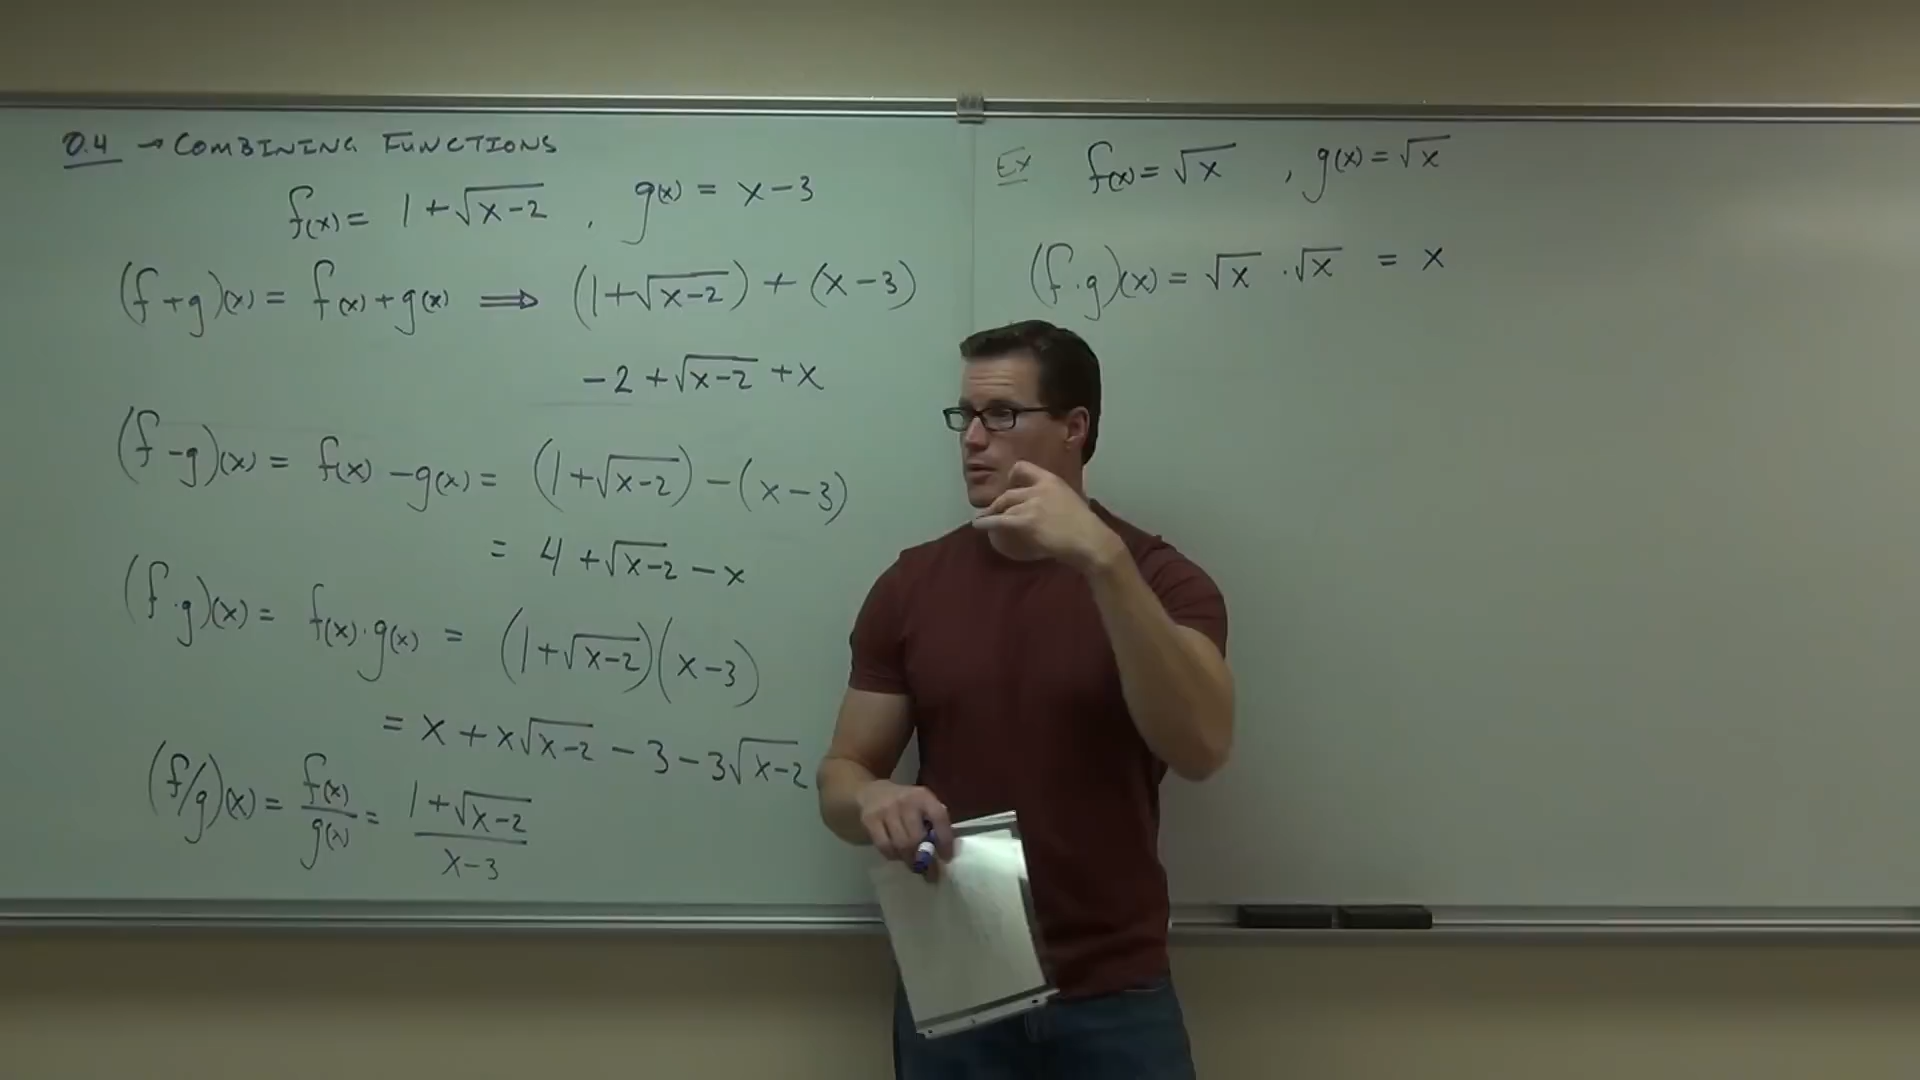 0.4 → COMBINING FUNCTIONS
f(x) = 1 + √(x-2) , g(x) = x - 3
(f + g)(x) = f(x) + g(x) ⟹ (1 + √(x-2)) + (x - 3)
-2 + √(x-2) + x
(f - g)(x) = f(x) - g(x) = (1 + √(x-2)) - (x - 3)
= 4 + √(x-2) - x
(f · g)(x) = f(x) · g(x) = (1 + √(x-2))(x - 3)
= x + x√(x-2) - 3 - 3√(x-2)
(f/g)(x) = f(x)/g(x) = (1 + √(x-2))/(x-3)
Ex f(x) = √x , g(x) = √x
(f · g)(x) = √x · √x = x